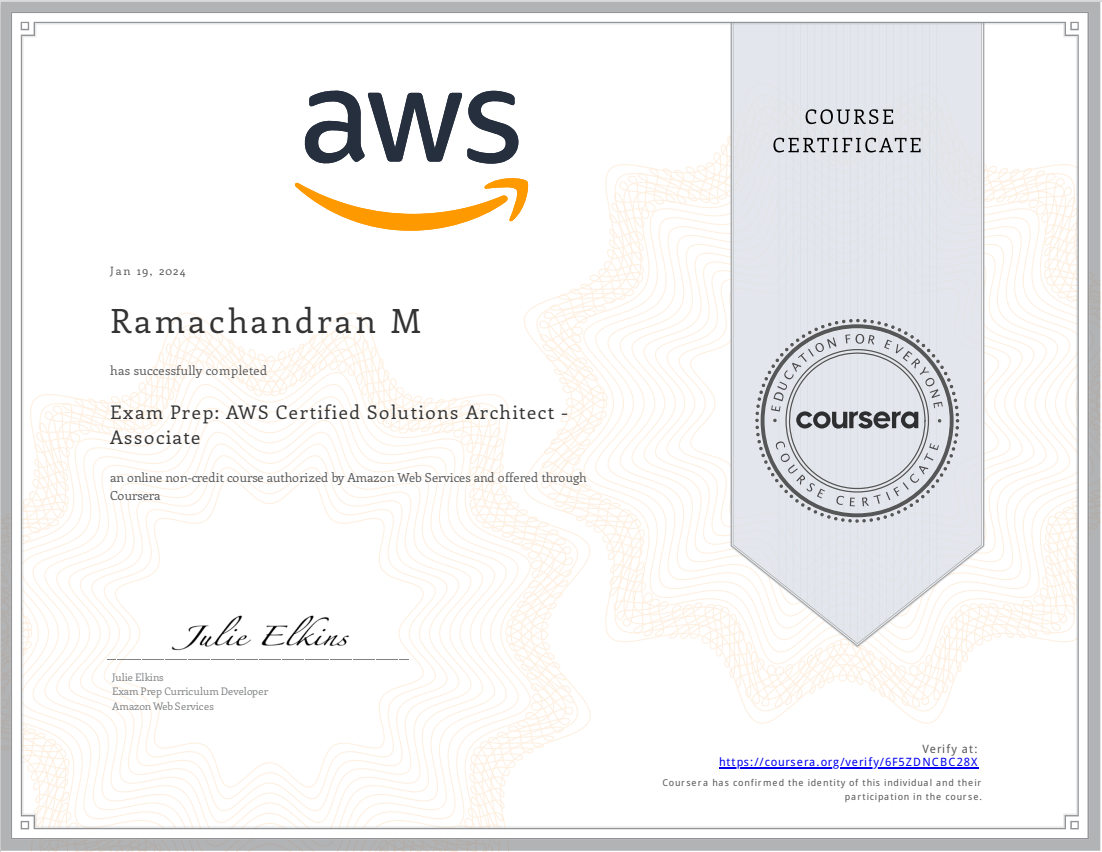 aws
COURSE
CERTIFICATE
Jan 19, 2024
Ramachandran M
has successfully completed
Exam Prep: AWS Certified Solutions Architect -
Associate
an online non-credit course authorized by Amazon Web Services and offered through
Coursera
EDUCATION FOR EVERYONE
coursera
COURSE CERTIFICATE
Julie Elkins
Julie Elkins
Exam Prep Curriculum Developer
Amazon Web Services
Verify at:
https://coursera.org/verify/6F5ZDNCBC28X
Coursera has confirmed the identity of this individual and their
participation in the course.